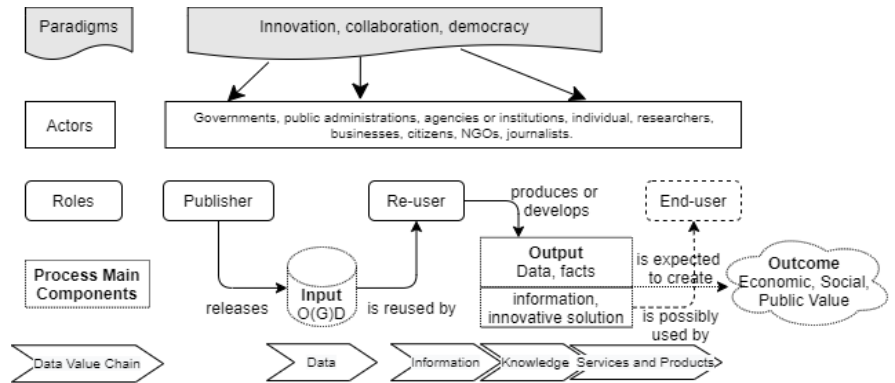 Paradigms
Innovation, collaboration, democracy
Actors
Governments, public administrations, agencies or institutions, individual, researchers,
businesses, citizens, NGOs, journalists.
Roles
Publisher
Re-user
produces or
develops
End-user
Process Main
Components
releases
Input
O(G)D
is reused by
Output
Data, facts
information,
innovative solution
is expected
to create
is possibly
used by
Outcome
Economic, Social,
Public Value
Data Value Chain
Data
Information
Knowledge
Services and Products